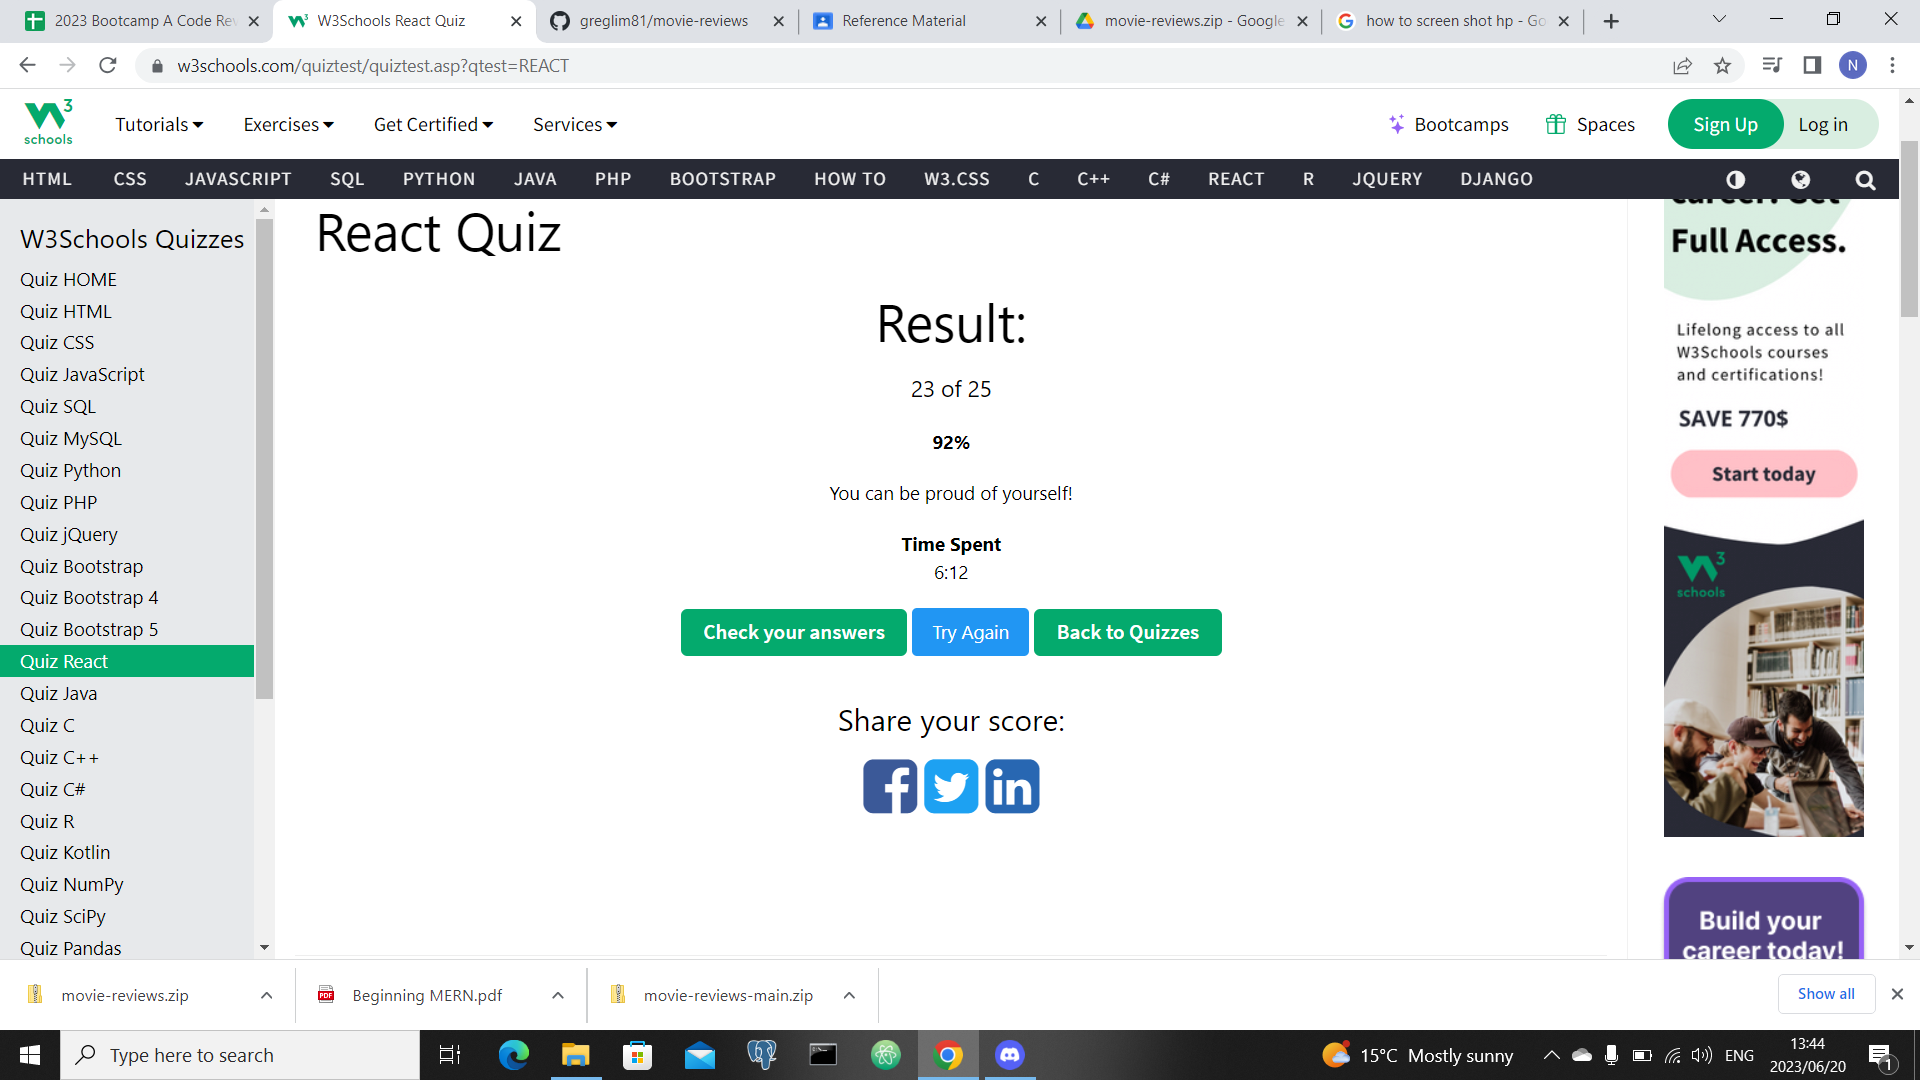 2023 Bootcamp A Code Rev
W3Schools React Quiz
greglim81/movie-reviews
Reference Material
movie-reviews.zip - Google
how to screen shot hp - Go
w3schools.com/quiztest/quiztest.asp?qtest=REACT
N
3
schools
Tutorials
Exercises
Get Certified
Services
Bootcamps
Spaces
Sign Up
Log in
HTML CSS JAVASCRIPT SQL PYTHON JAVA PHP BOOTSTRAP HOW TO W3.CSS C C++ C# REACT R JQUERY DJANGO
W3Schools Quizzes
Quiz HOME
Quiz HTML
Quiz CSS
Quiz JavaScript
Quiz SQL
Quiz MySQL
Quiz Python
Quiz PHP
Quiz jQuery
Quiz Bootstrap
Quiz Bootstrap 4
Quiz Bootstrap 5
Quiz React
Quiz Java
Quiz C
Quiz C++
Quiz C#
Quiz R
Quiz Kotlin
Quiz NumPy
Quiz SciPy
Quiz Pandas
React Quiz
Result:
23 of 25
92%
You can be proud of yourself!
Time Spent
6:12
Check your answers
Try Again
Back to Quizzes
Share your score:
career. Get
Full Access.
Lifelong access to all
W3Schools courses
and certifications!
SAVE 770$
Start today
3
schools
Build your
career today!
movie-reviews.zip
PDF
Beginning MERN.pdf
movie-reviews-main.zip
Show all
Type here to search
15°C Mostly sunny
ENG
13:44
2023/06/20
1